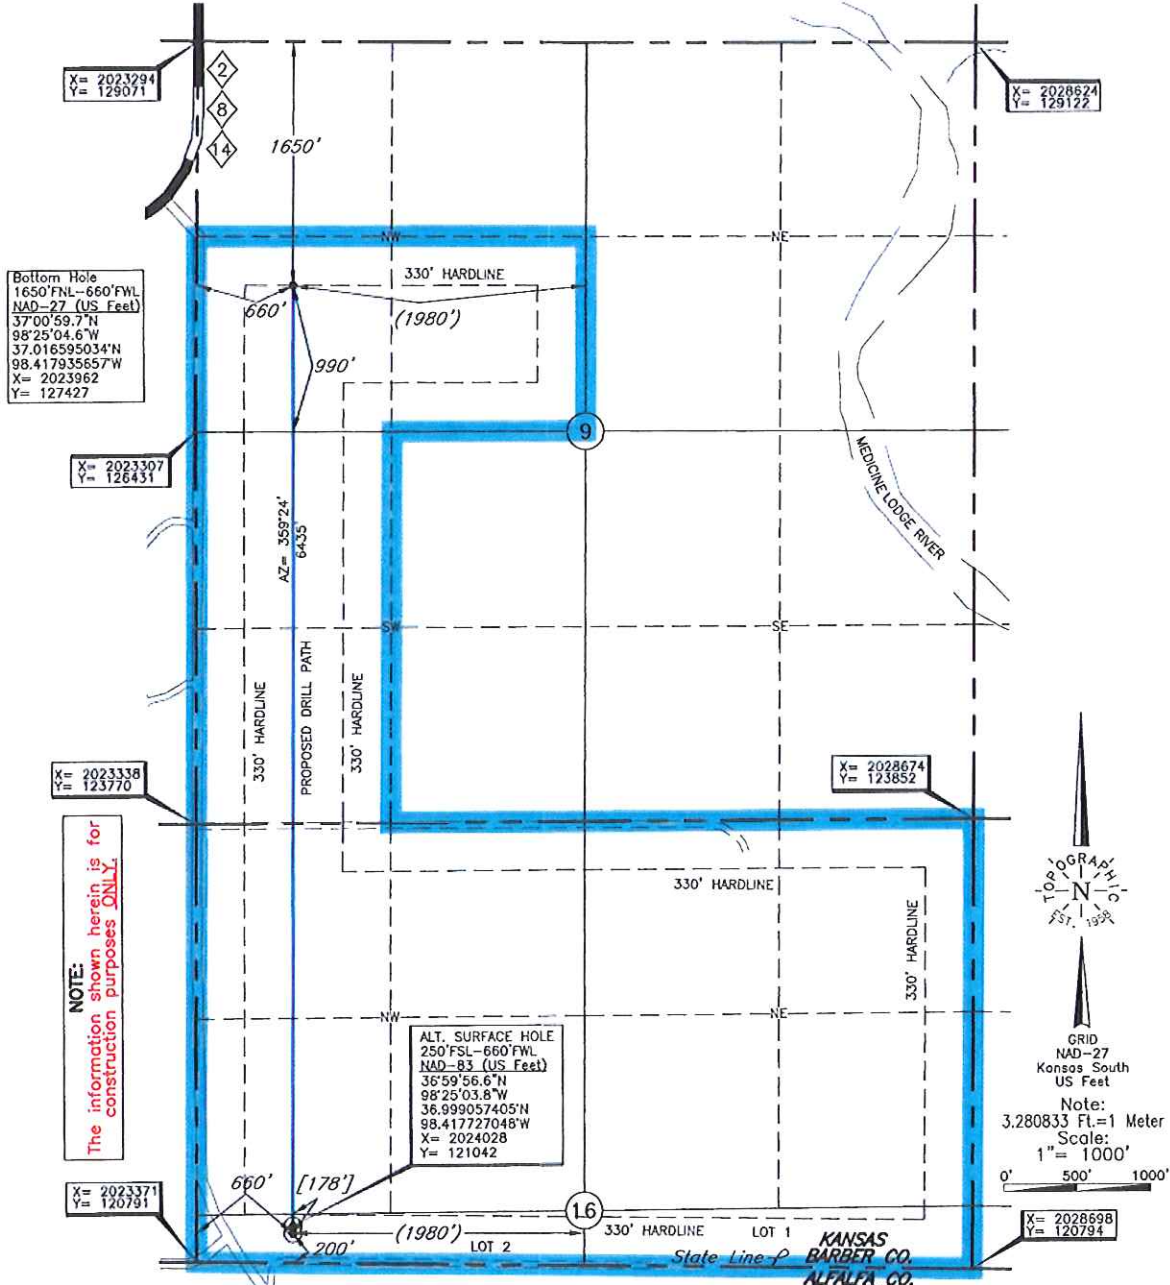 X= 2023294
Y= 129071
2
8
14
1650'
X= 2028624
Y= 129122
NW
NE
Bottom Hole
1650'FNL-660'FWL
NAD-27 (US Feet)
37°00'59.7"N
98°25'04.6"W
37.016595034°N
98.417935657°W
X= 2023962
Y= 127427
330' HARDLINE
660'
(1980')
990'
9
X= 2023307
Y= 126431
MEDICINE LODGE RIVER
AZ= 359°24'
6435'
SW
SE
330' HARDLINE
PROPOSED DRILL PATH
330' HARDLINE
X= 2023338
Y= 123770
X= 2028674
Y= 123852
NOTE:
The information shown herein is for
construction purposes ONLY.
330' HARDLINE
330' HARDLINE
TOPOGRAPHIC
N
EST. 1958
NW
NE
ALT. SURFACE HOLE
250'FSL-660'FWL
NAD-83 (US Feet)
36°59'56.6"N
98°25'03.8"W
36.999057405°N
98.417727048°W
X= 2024028
Y= 121042
GRID
NAD-27
Kansas South
US Feet
Note:
3.280833 Ft.=1 Meter
Scale:
1"= 1000'
0' 500' 1000'
X= 2023371
Y= 120791
660'
[178']
16
(1980')
330' HARDLINE
LOT 1
LOT 2
200'
State Line
KANSAS
BARBER CO.
ALFALFA CO.
X= 2028698
Y= 120794